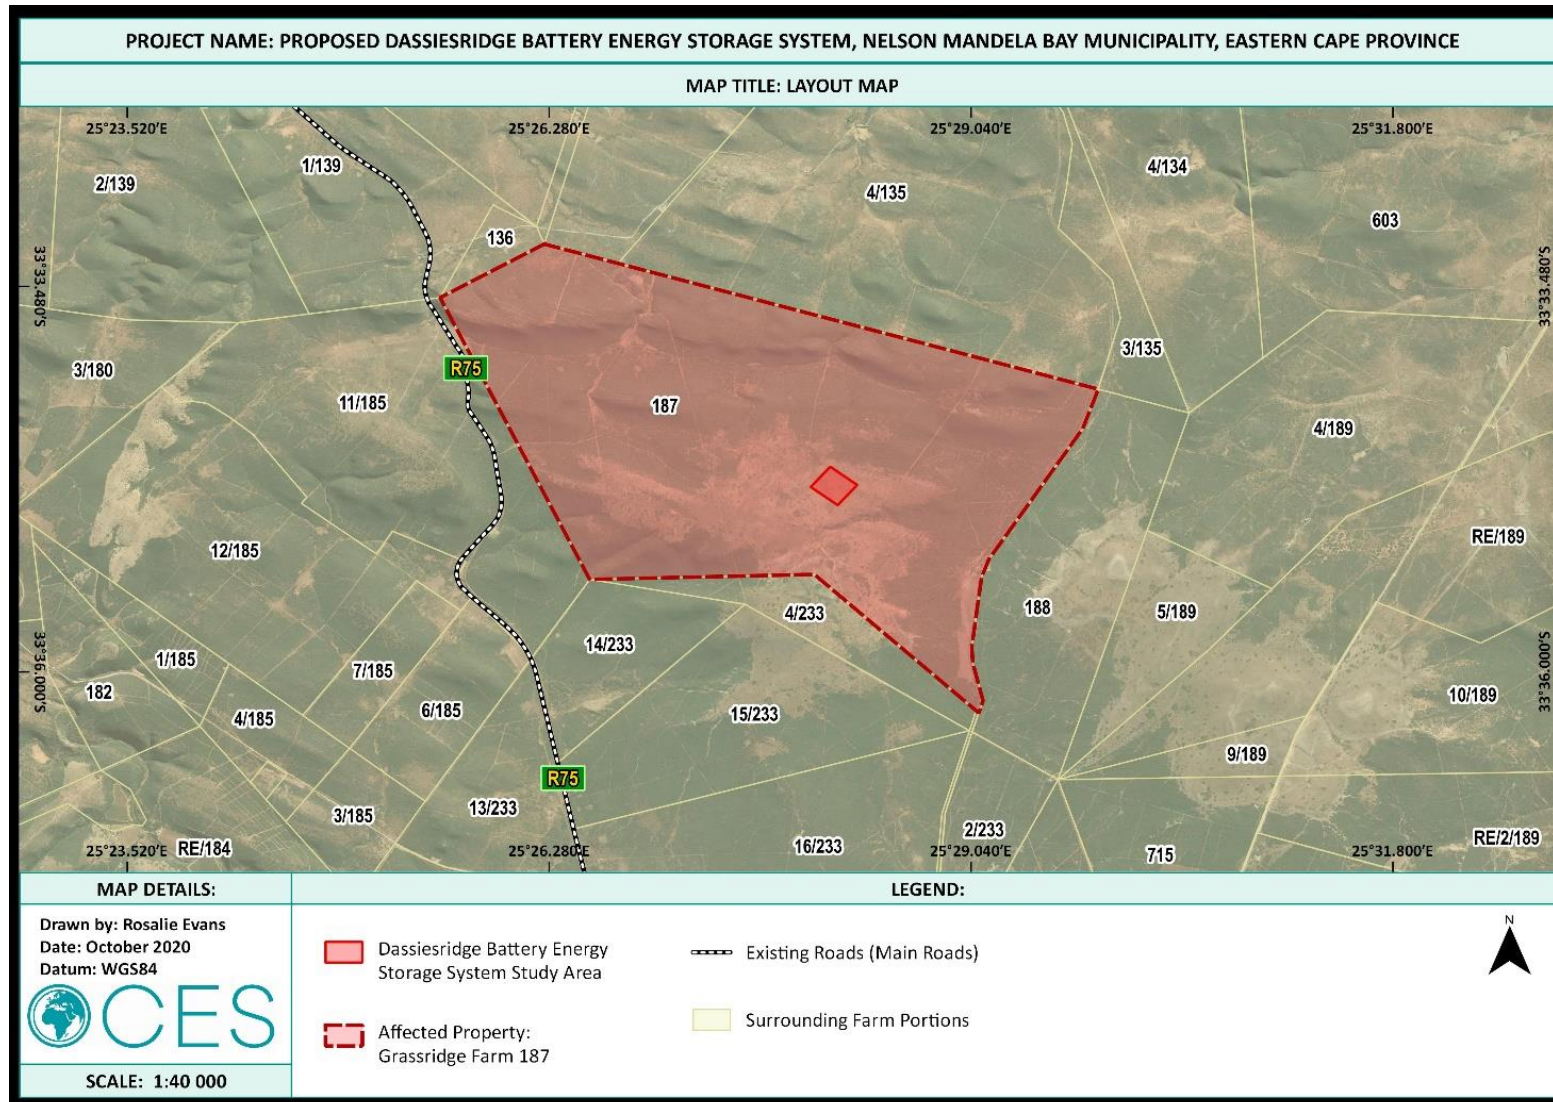 PROJECT NAME: PROPOSED DASSIESRIDGE BATTERY ENERGY STORAGE SYSTEM, NELSON MANDELA BAY MUNICIPALITY, EASTERN CAPE PROVINCE
MAP TITLE: LAYOUT MAP
25°23.520'E
25°26.280'E
25°29.040'E
25°31.800'E
1/139
2/139
4/135
4/134
603
136
33°33.480'S
33°33.480'S
3/135
R75
3/180
11/185
187
4/189
12/185
RE/189
188
5/189
4/233
14/233
33°36.000'S
33°36.000'S
1/185
7/185
182
4/185
6/185
15/233
10/189
9/189
R75
13/233
3/185
2/233
RE/184
16/233
715
RE/2/189
25°23.520'E
25°26.280'E
25°29.040'E
25°31.800'E
MAP DETAILS:
Drawn by: Rosalie Evans
Date: October 2020
Datum: WGS84
CES
SCALE: 1:40 000
LEGEND:
Dassiesridge Battery Energy
Storage System Study Area
Affected Property:
Grassridge Farm 187
Existing Roads (Main Roads)
Surrounding Farm Portions
N